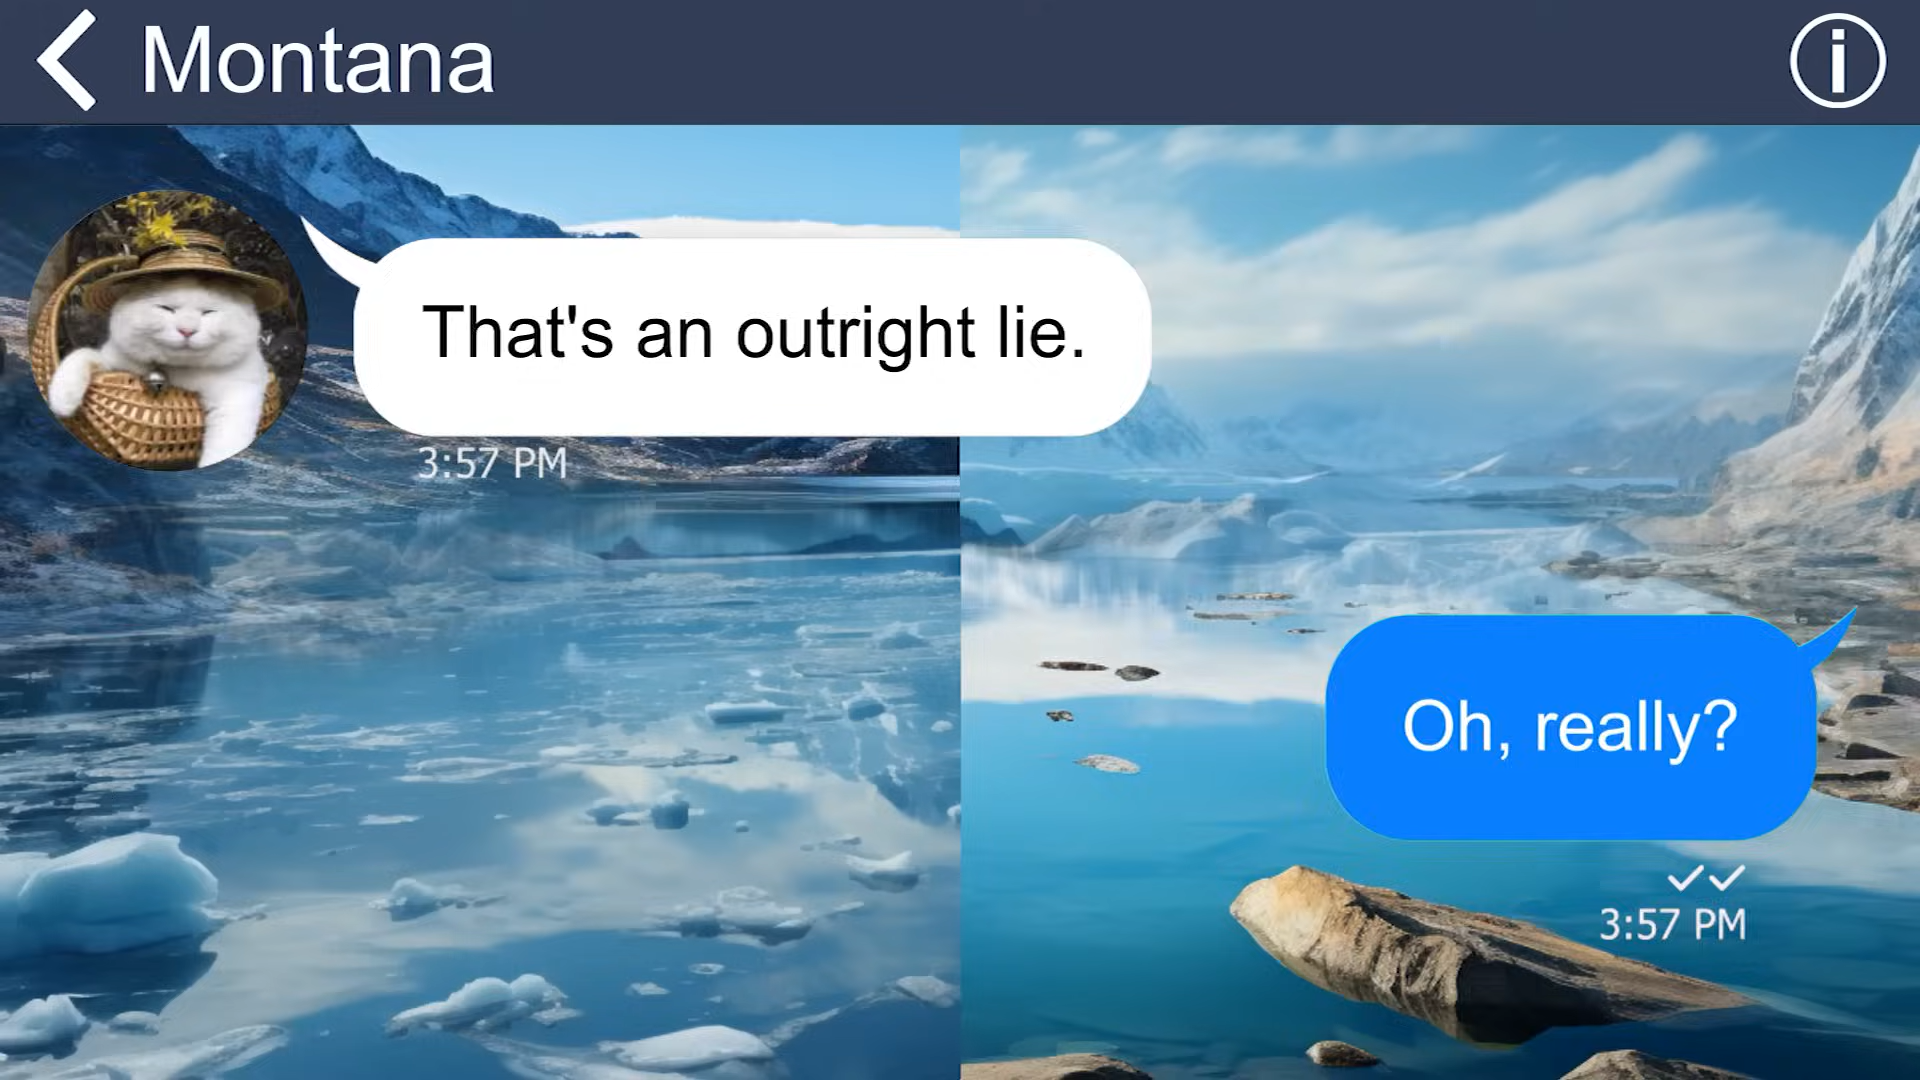 Montana
That's an outright lie.
3:57 PM
Oh, really?
3:57 PM